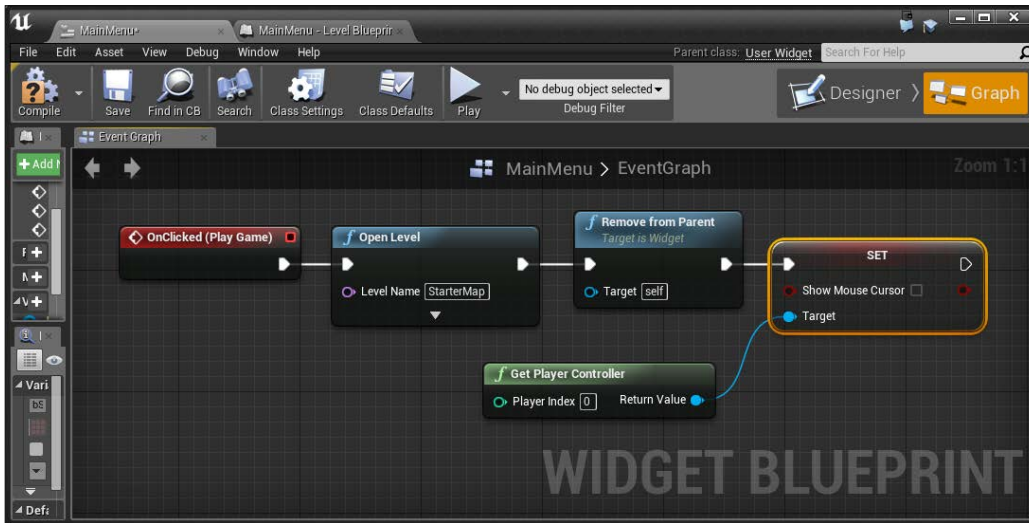 MainMenu*
MainMenu - Level Blueprin
File Edit Asset View Debug Window Help
Parent class: User Widget
Search For Help
Compile
Save
Find in CB
Search
Class Settings
Class Defaults
Play
No debug object selected
Debug Filter
Designer
Graph
Event Graph
+Add
MainMenu > EventGraph
Zoom 1:1
OnClicked (Play Game)
Open Level
Level Name StarterMap
Remove from Parent
Target is Widget
Target self
SET
Show Mouse Cursor
Target
Get Player Controller
Player Index 0
Return Value
Vari
Defa
WIDGET BLUEPRINT